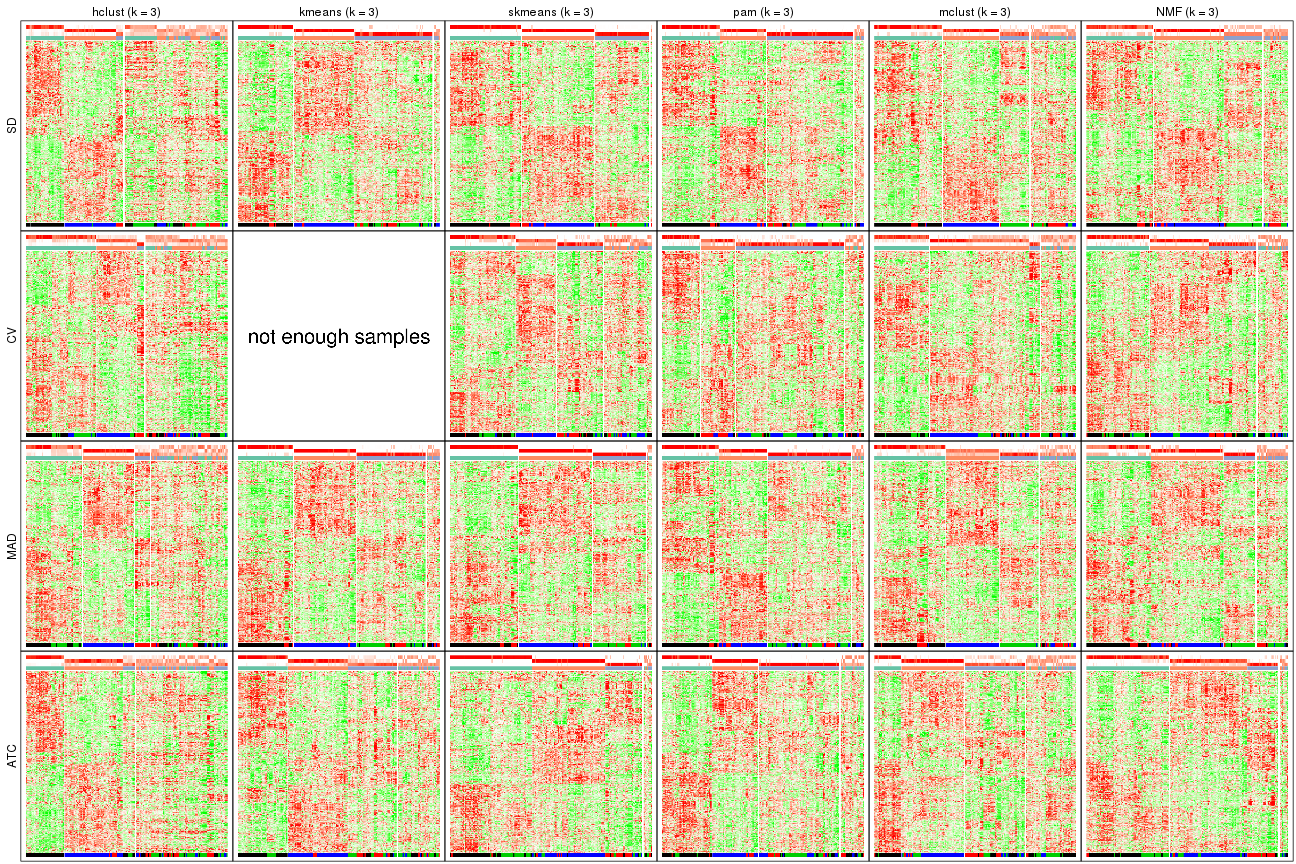 hclust (k = 3)
kmeans (k = 3)
skmeans (k = 3)
pam (k = 3)
mclust (k = 3)
NMF (k = 3)
SD
CV
not enough samples
MAD
ATC